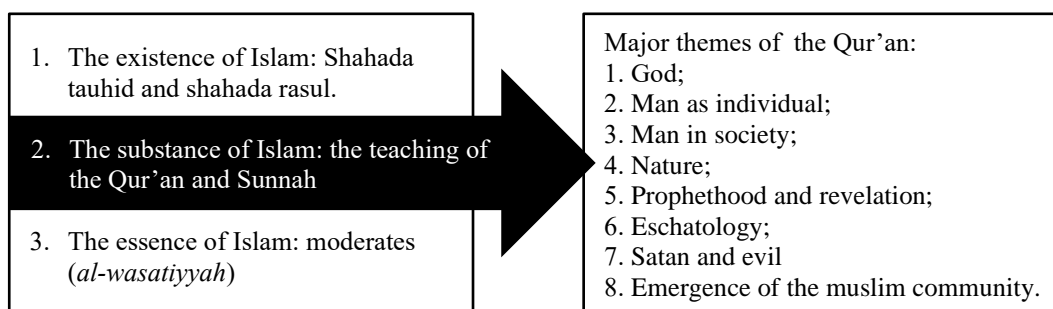 1. The existence of Islam: Shahada
tauhid and shahada rasul.
2. The substance of Islam: the teaching of
the Qur’an and Sunnah
3. The essence of Islam: moderates
(al-wasatiyyah)
Major themes of the Qur’an:
1. God;
2. Man as individual;
3. Man in society;
4. Nature;
5. Prophethood and revelation;
6. Eschatology;
7. Satan and evil
8. Emergence of the muslim community.